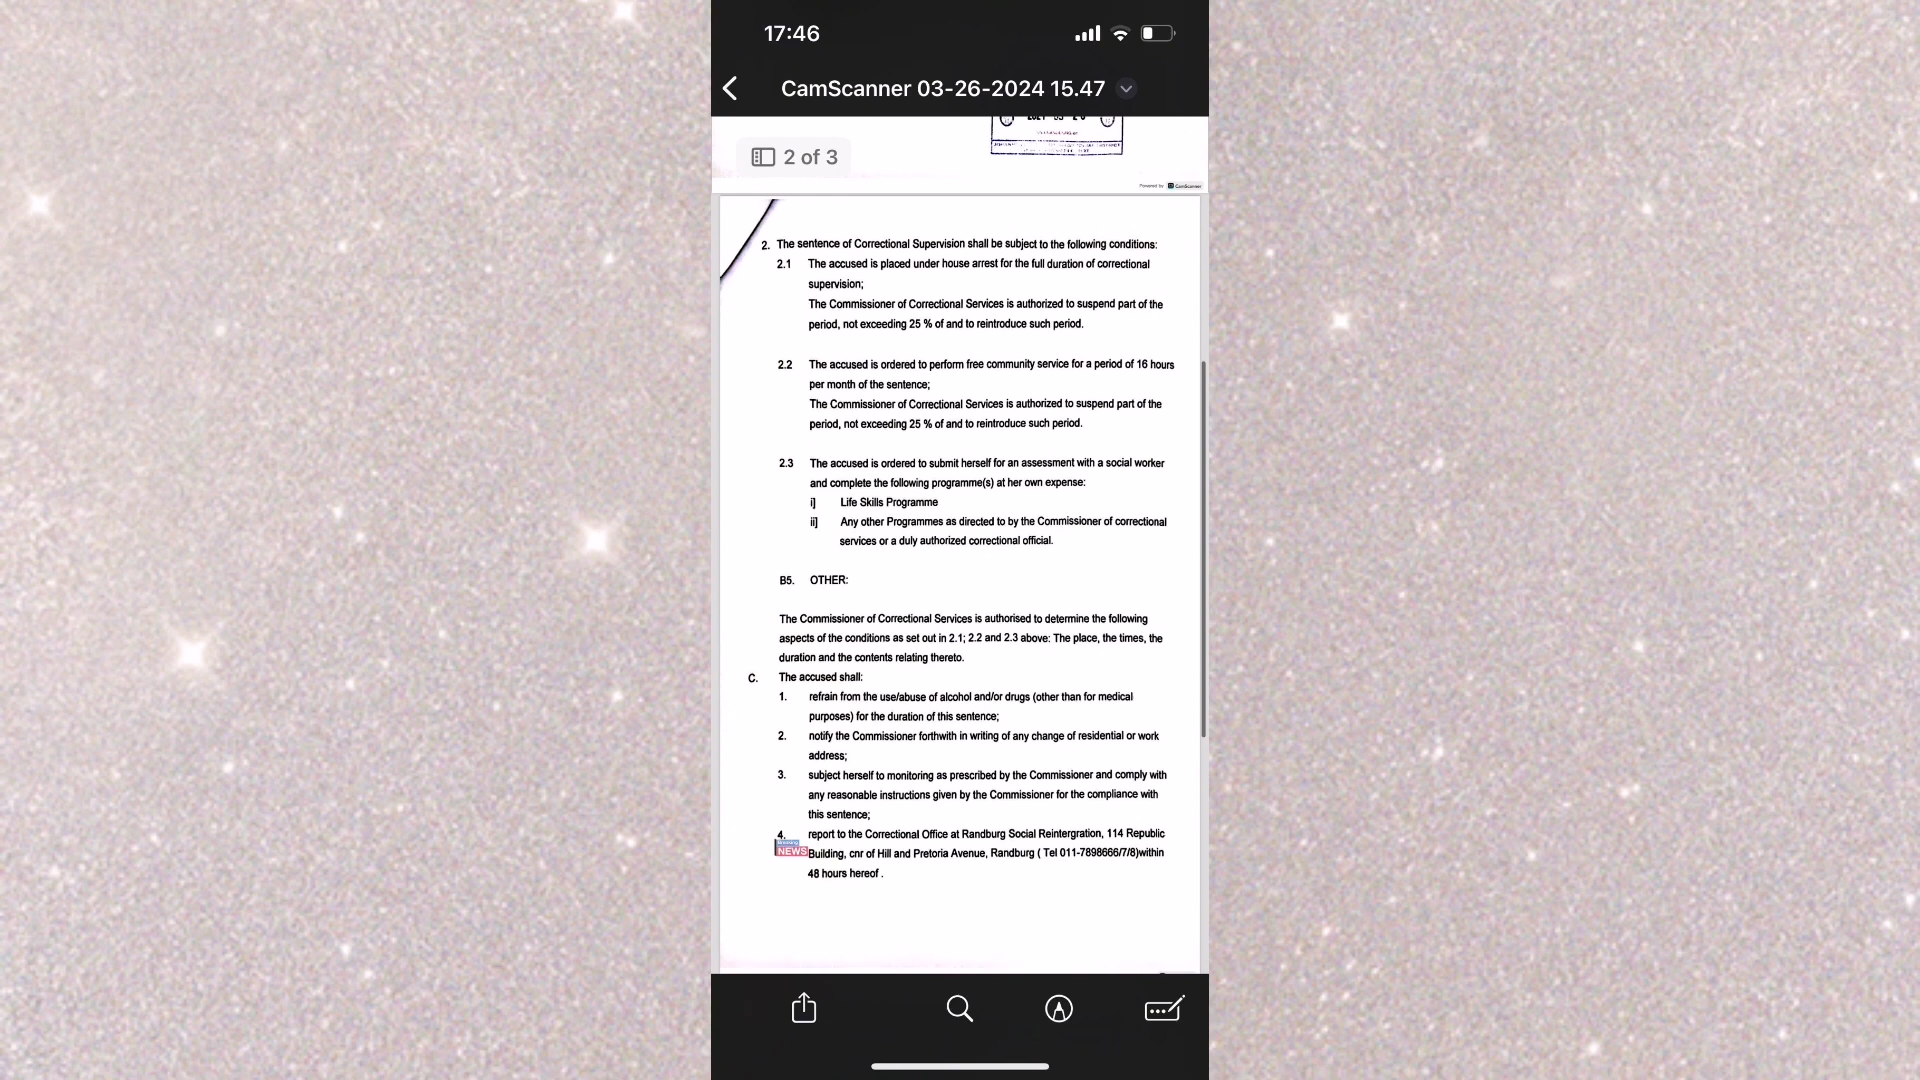 17:46
CamScanner 03-26-2024 15.47
2 of 3
Powered by CamScanner
2. The sentence of Correctional Supervision shall be subject to the following conditions:
2.1 The accused is placed under house arrest for the full duration of correctional
supervision;
The Commissioner of Correctional Services is authorized to suspend part of the
period, not exceeding 25 % of and to reintroduce such period.
2.2 The accused is ordered to perform free community service for a period of 16 hours
per month of the sentence;
The Commissioner of Correctional Services is authorized to suspend part of the
period, not exceeding 25 % of and to reintroduce such period.
2.3 The accused is ordered to submit herself for an assessment with a social worker
and complete the following programme(s) at her own expense:
i] Life Skills Programme
ii] Any other Programmes as directed to by the Commissioner of correctional
services or a duly authorized correctional official.
B5. OTHER:
The Commissioner of Correctional Services is authorised to determine the following
aspects of the conditions as set out in 2.1; 2.2 and 2.3 above: The place, the times, the
duration and the contents relating thereto.
C. The accused shall:
1. refrain from the use/abuse of alcohol and/or drugs (other than for medical
purposes) for the duration of this sentence;
2. notify the Commissioner forthwith in writing of any change of residential or work
address;
3. subject herself to monitoring as prescribed by the Commissioner and comply with
any reasonable instructions given by the Commissioner for the compliance with
this sentence;
4. report to the Correctional Office at Randburg Social Reintergration, 114 Republic
NEWS Building, cnr of Hill and Pretoria Avenue, Randburg ( Tel 011-7898666/7/8)within
48 hours hereof .